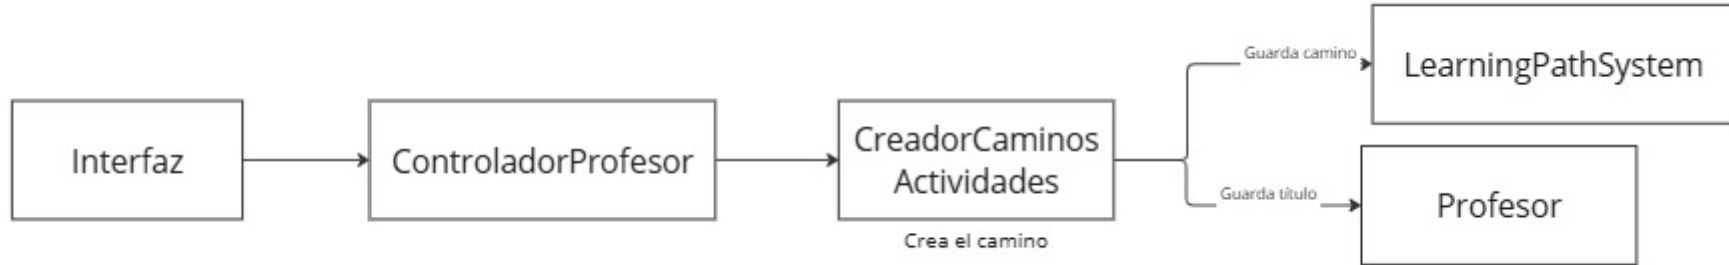 Interfaz
ControladorProfesor
CreadorCaminos
Actividades
Crea el camino
Guarda camino
LearningPathSystem
Guarda título
Profesor